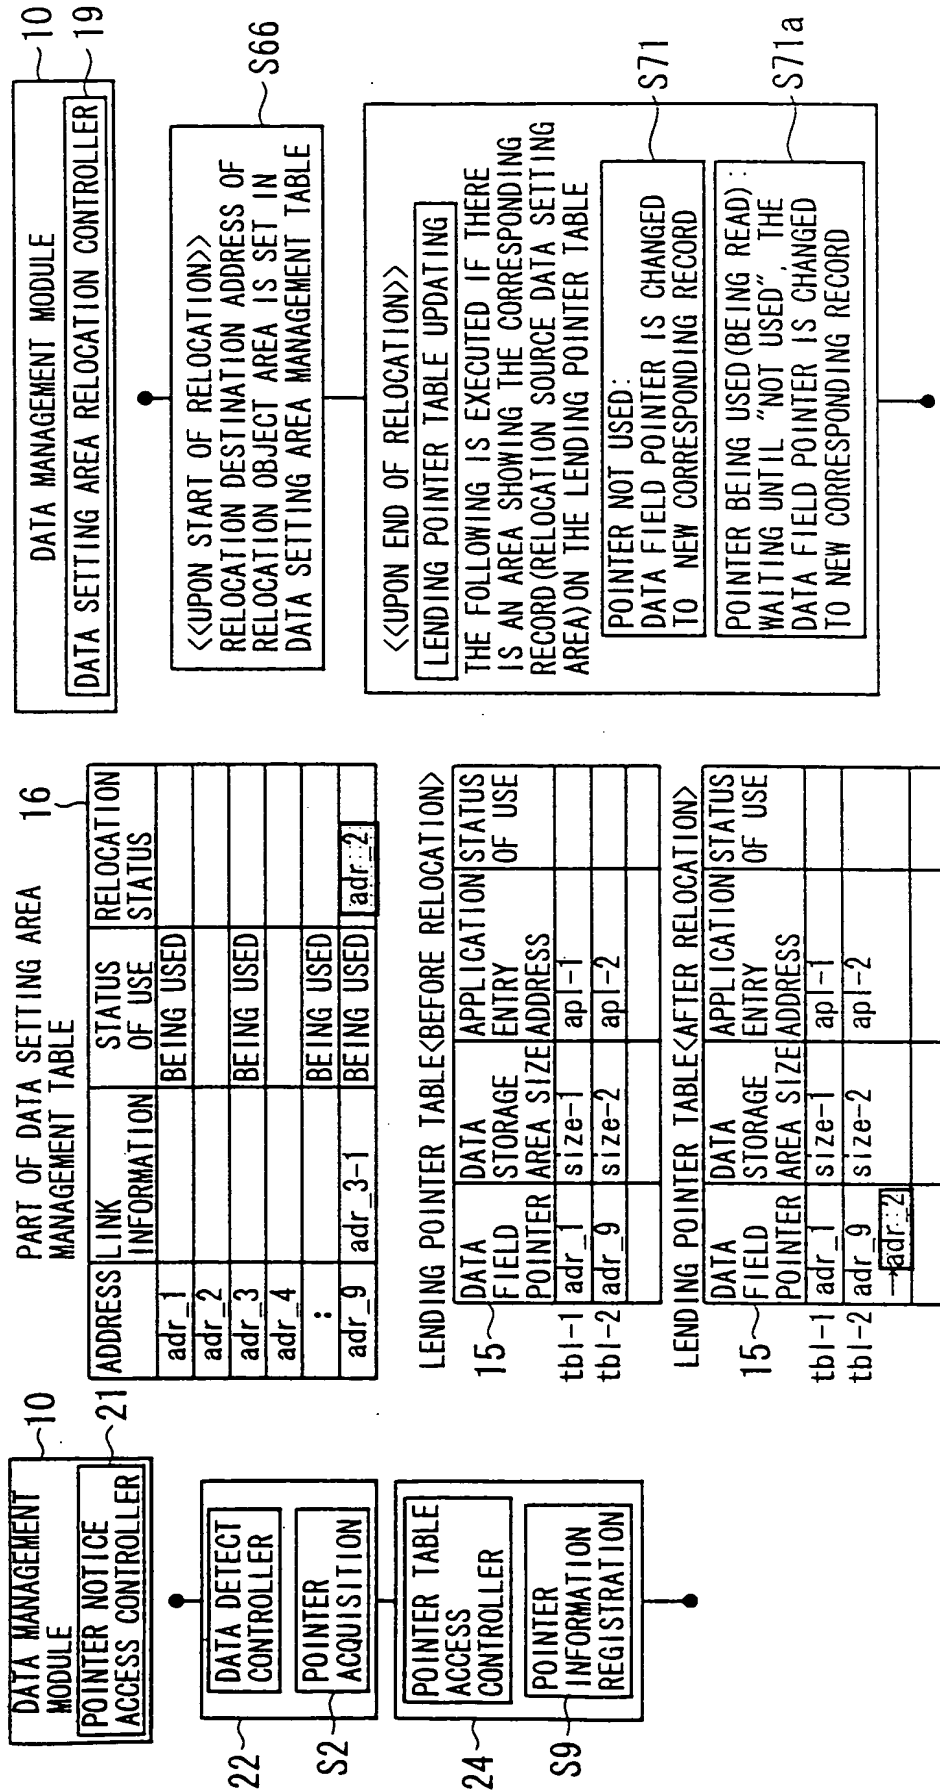 DATA MANAGEMENT
MODULE
10
POINTER NOTICE
ACCESS CONTROLLER
21
22
DATA DETECT
CONTROLLER
S2
POINTER
ACQUISITION
24
POINTER TABLE
ACCESS
CONTROLLER
S9
POINTER
INFORMATION
REGISTRATION
PART OF DATA SETTING AREA
MANAGEMENT TABLE
16
ADDRESS LINK INFORMATION STATUS OF USE RELOCATION STATUS
adr_1 BEING USED
adr_2
adr_3 BEING USED
adr_4
: BEING USED
adr_9 adr_3-1 BEING USED adr_2
LENDING POINTER TABLE<BEFORE RELOCATION>
15
DATA FIELD POINTER DATA STORAGE AREA SIZE APPLICATION ENTRY ADDRESS STATUS OF USE
tbl-1 adr_1 size-1 apl-1
tbl-2 adr_9 size-2 apl-2
LENDING POINTER TABLE<AFTER RELOCATION>
15
DATA FIELD POINTER DATA STORAGE AREA SIZE APPLICATION ENTRY ADDRESS STATUS OF USE
tbl-1 adr_1 size-1 apl-1
tbl-2 adr_9 size-2 apl-2
→adr_2
DATA MANAGEMENT MODULE
10
DATA SETTING AREA RELOCATION CONTROLLER
19
<<UPON START OF RELOCATION>>
RELOCATION DESTINATION ADDRESS OF
RELOCATION OBJECT AREA IS SET IN
DATA SETTING AREA MANAGEMENT TABLE
S66
<<UPON END OF RELOCATION>>
LENDING POINTER TABLE UPDATING
THE FOLLOWING IS EXECUTED IF THERE
IS AN AREA SHOWING THE CORRESPONDING
RECORD(RELOCATION SOURCE DATA SETTING
AREA)ON THE LENDING POINTER TABLE
POINTER NOT USED:
DATA FIELD POINTER IS CHANGED
TO NEW CORRESPONDING RECORD
S71
POINTER BEING USED(BEING READ):
WAITING UNTIL "NOT USED", THE
DATA FIELD POINTER IS CHANGED
TO NEW CORRESPONDING RECORD
S71a